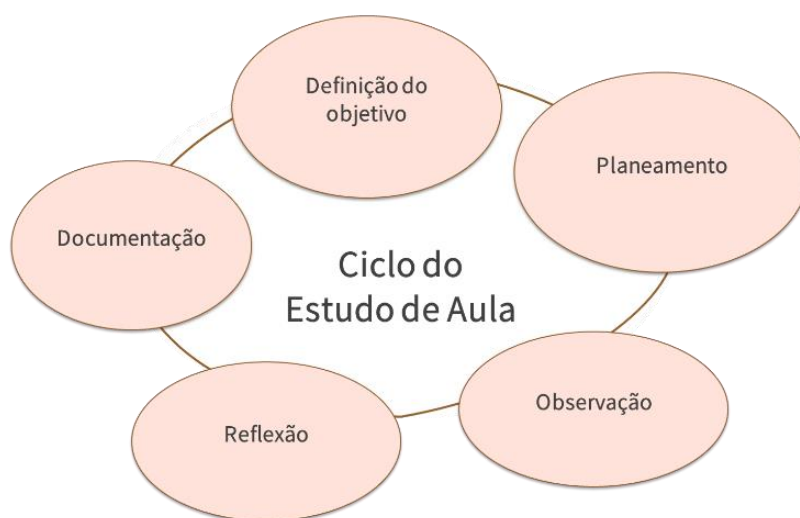 Definição do
objetivo
Planeamento
Documentação
Ciclo do
Estudo de Aula
Observação
Reflexão